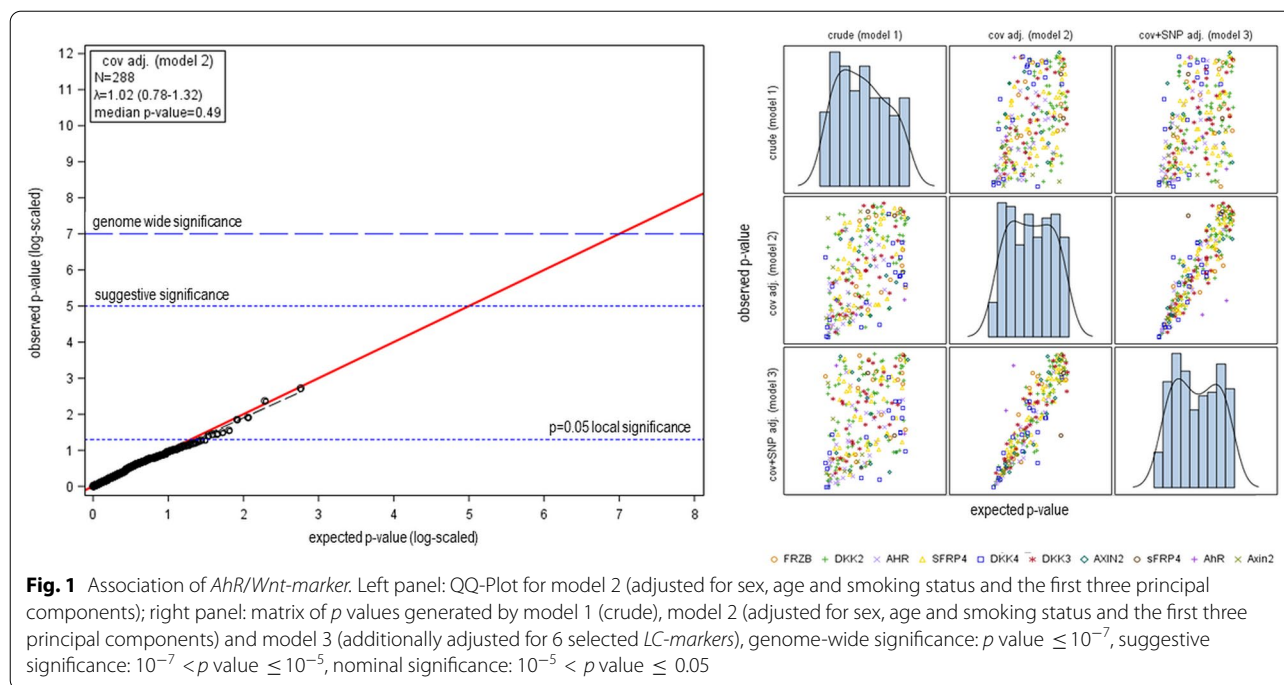 cov adj. (model 2)
N=288
λ=1.02 (0.78-1.32)
median p-value=0.49
12
11
10
9
8
7
6
5
4
3
2
1
0
observed p-value (log-scaled)
genome wide significance
suggestive significance
p=0.05 local significance
0 1 2 3 4 5 6 7 8
expected p-value (log-scaled)
crude (model 1) cov adj. (model 2) cov+SNP adj. (model 3)
crude (model 1)
observed p-value
cov adj. (model 2)
cov+SNP adj. (model 3)
expected p-value
FRZB DKK2 AHR SFRP4 DKK4 DKK3 AXIN2 sFRP4 AhR Axin2
Fig. 1 Association of AhR/Wnt-marker. Left panel: QQ-Plot for model 2 (adjusted for sex, age and smoking status and the first three principal
components); right panel: matrix of p values generated by model 1 (crude), model 2 (adjusted for sex, age and smoking status and the first three
principal components) and model 3 (additionally adjusted for 6 selected LC-markers), genome-wide significance: p value ≤ 10⁻⁷, suggestive
significance: 10⁻⁷ < p value ≤ 10⁻⁵, nominal significance: 10⁻⁵ < p value ≤ 0.05